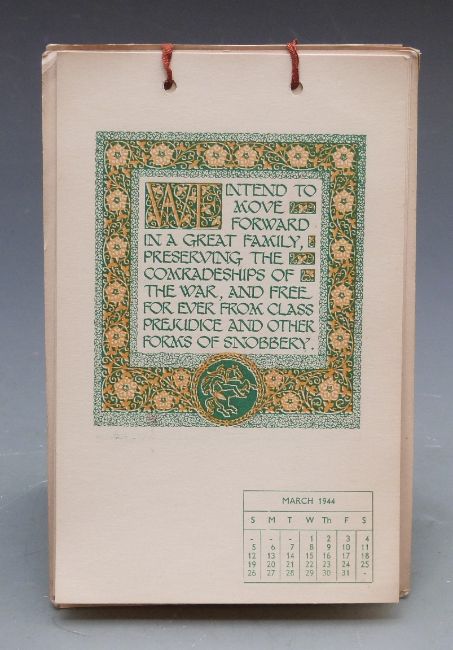 WE INTEND TO
MOVE
FORWARD
IN A GREAT FAMILY,
PRESERVING THE
COMRADESHIPS OF
THE WAR, AND FREE
FOR EVER FROM CLASS
PREJUDICE AND OTHER
FORMS OF SNOBBERY.
MARCH 1944
S M T W Th F S
- - - 1 2 3 4
5 6 7 8 9 10 11
12 13 14 15 16 17 18
19 20 21 22 23 24 25
26 27 28 29 30 31 -